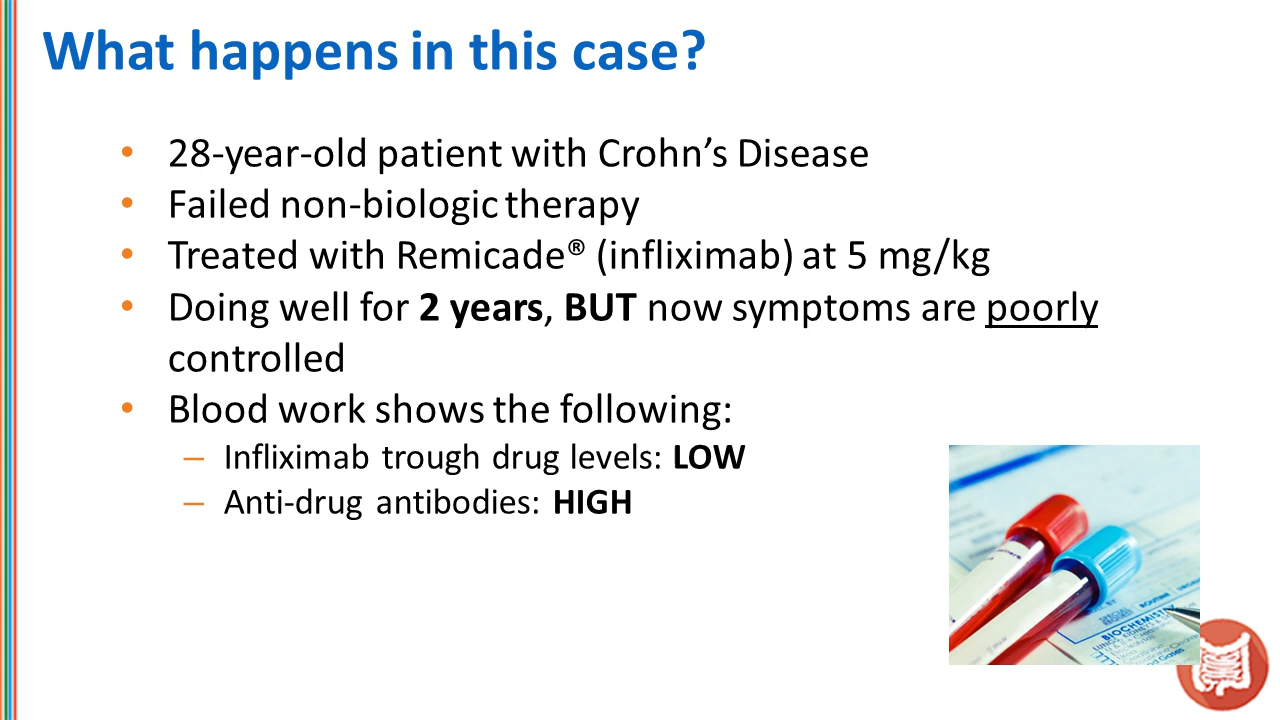 What happens in this case?
• 28-year-old patient with Crohn’s Disease
• Failed non-biologic therapy
• Treated with Remicade® (infliximab) at 5 mg/kg
• Doing well for 2 years, BUT now symptoms are poorly
controlled
• Blood work shows the following:
– Infliximab trough drug levels: LOW
– Anti-drug antibodies: HIGH
ROUTINE
BIOCHEMISTRY